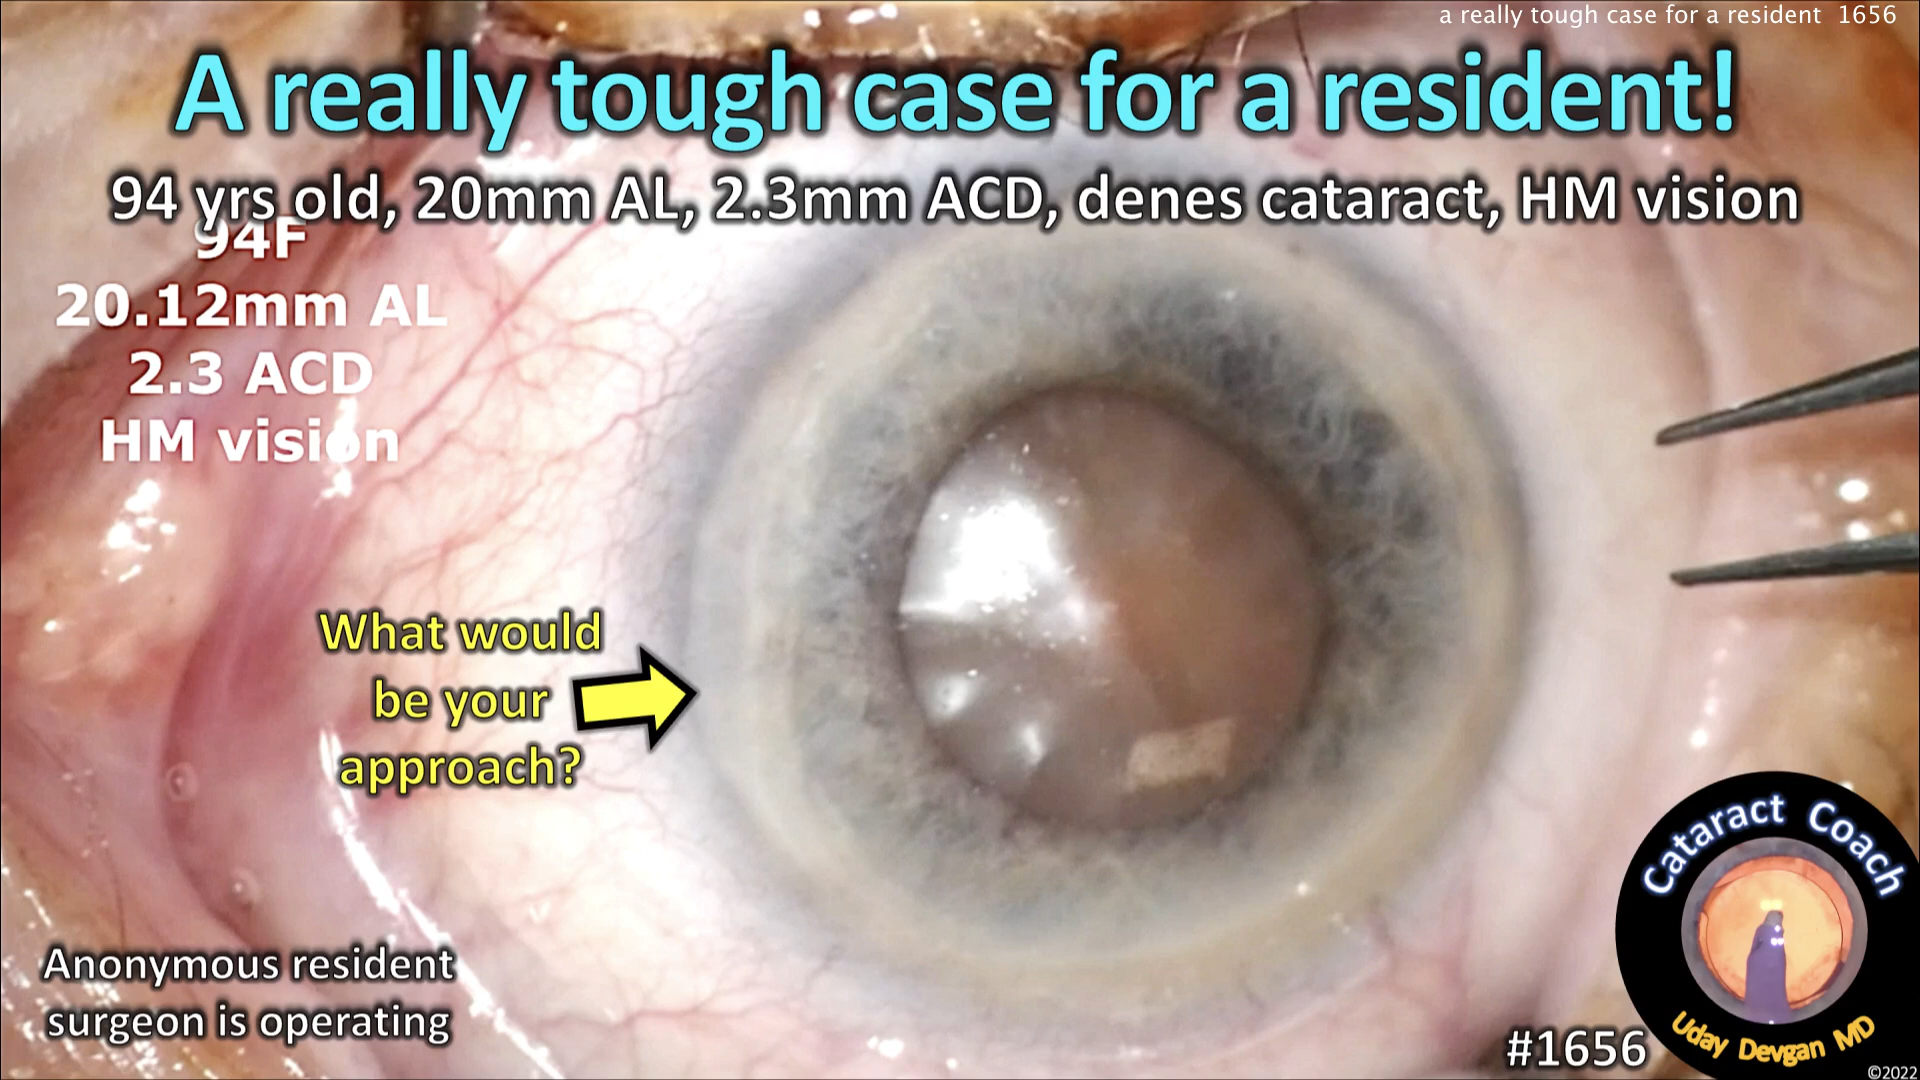 a really tough case for a resident 1656
A really tough case for a resident!
94 yrs old, 20mm AL, 2.3mm ACD, denes cataract, HM vision
94F
20.12mm AL
2.3 ACD
HM vision
What would
be your
approach?
Anonymous resident
surgeon is operating
Cataract Coach
Uday Devgan MD
#1656
©2022